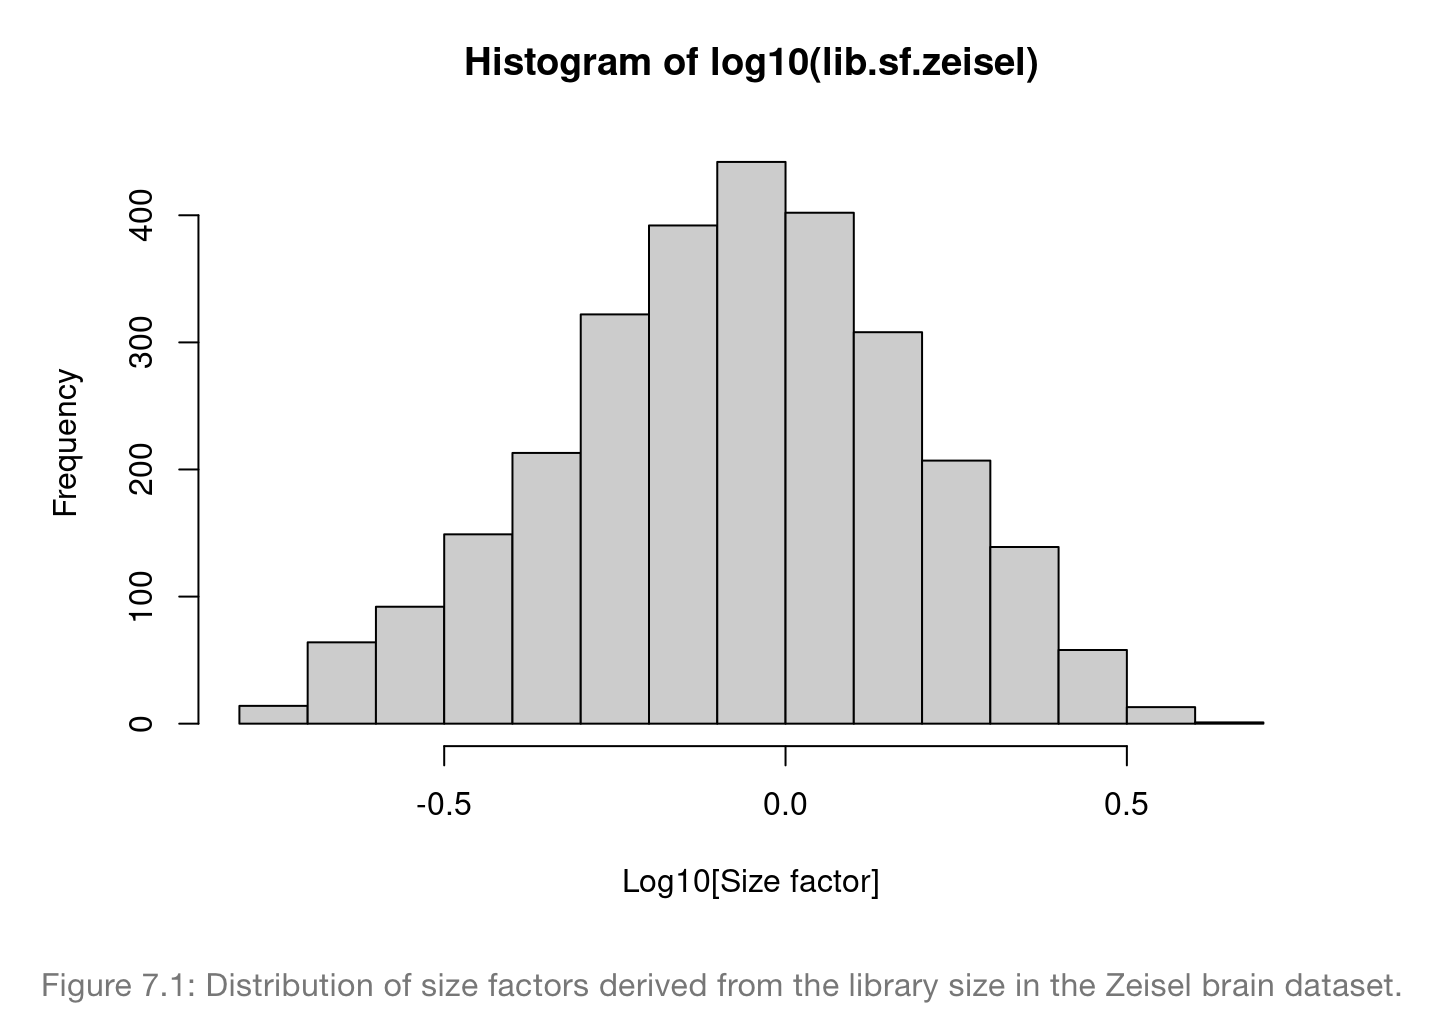 Histogram of log10(lib.sf.zeisel)
Frequency
400
300
200
100
0
-0.5 0.0 0.5
Log10[Size factor]
Figure 7.1: Distribution of size factors derived from the library size in the Zeisel brain dataset.